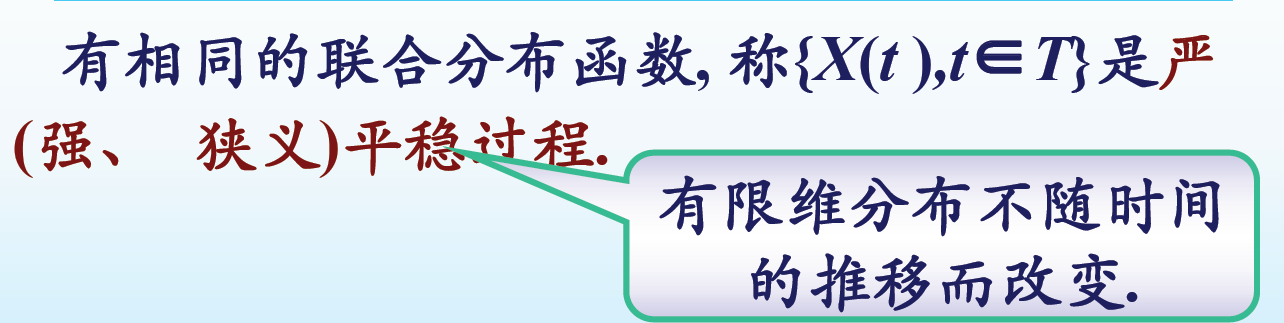 有相同的联合分布函数, 称{X(t ),t∈T}是严
(强、 狭义)平稳过程.
有限维分布不随时间
的推移而改变.